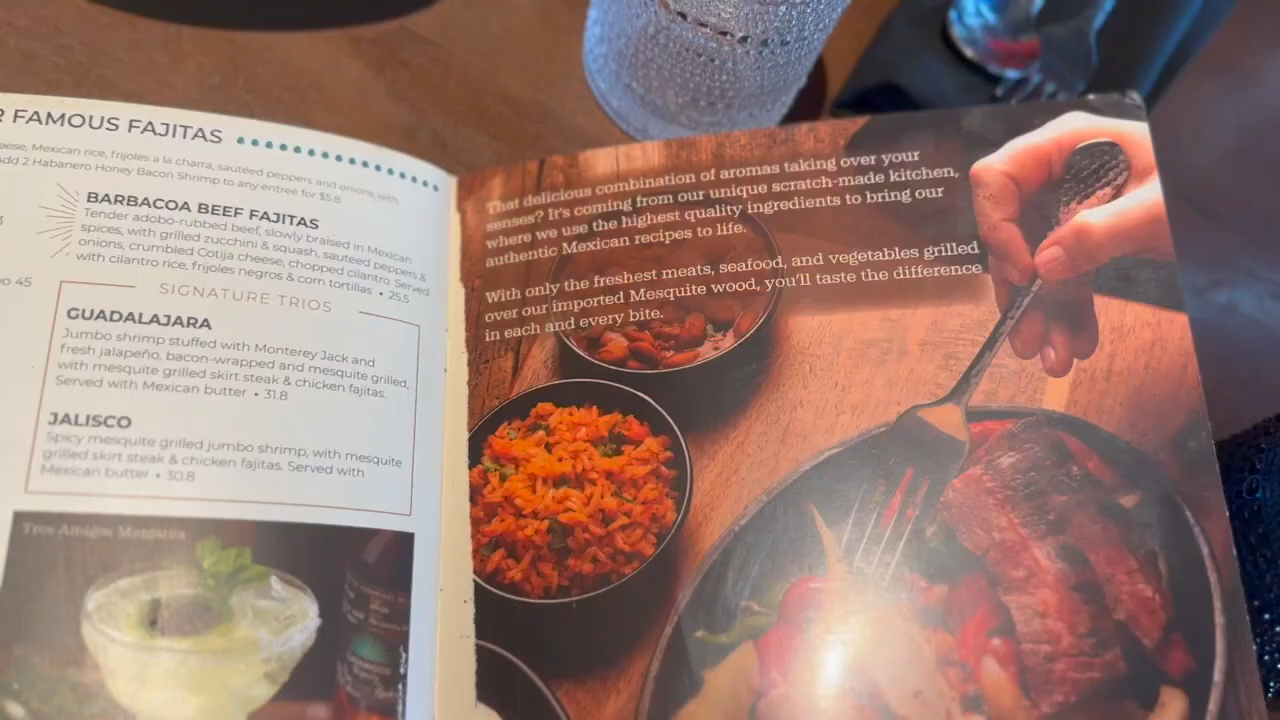 R FAMOUS FAJITAS
eese, Mexican rice, frijoles a la charra, sautéed peppers and onions, with
Add 2 Habanero Honey Bacon Shrimp to any entree for $5.8
BARBACOA BEEF FAJITAS
Tender adobo-rubbed beef, slowly braised in Mexican
spices, with grilled zucchini & squash, sautéed peppers &
onions, crumbled Cotija cheese, chopped cilantro. Served
with cilantro rice, frijoles negros & corn tortillas • 25.5
vo 45
SIGNATURE TRIOS
GUADALAJARA
Jumbo shrimp stuffed with Monterey Jack and
fresh jalapeño, bacon-wrapped and mesquite grilled,
with mesquite grilled skirt steak & chicken fajitas.
Served with Mexican butter • 31.8
JALISCO
Spicy mesquite grilled jumbo shrimp, with mesquite
grilled skirt steak & chicken fajitas. Served with
Mexican butter • 30.8
Tres Amigos Margarita
That delicious combination of aromas taking over your
senses? It's coming from our unique scratch-made kitchen,
where we use the highest quality ingredients to bring our
authentic Mexican recipes to life.
With only the freshest meats, seafood, and vegetables grilled
over our imported Mesquite wood, you'll taste the difference
in each and every bite.